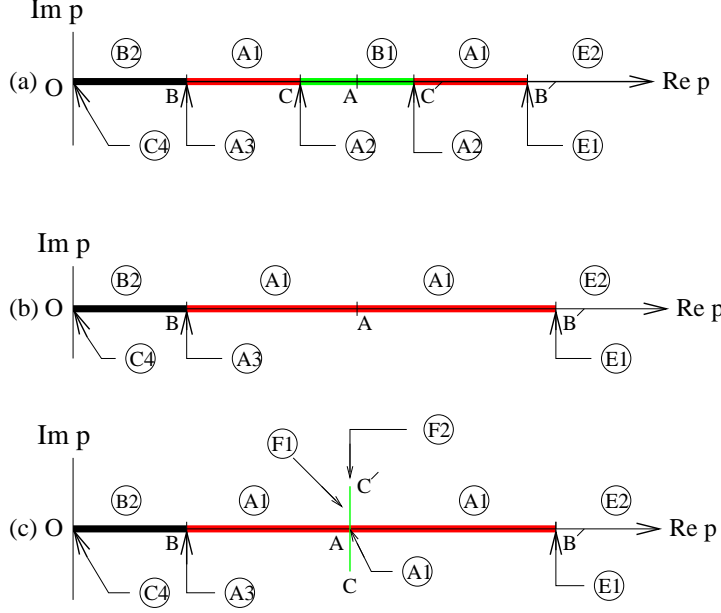 Im p
B2 A1 B1 A1 E2
(a) O B C A C′ B′ Re p
C4 A3 A2 A2 E1
Im p
B2 A1 A1 E2
(b) O B A B′ Re p
C4 A3 E1
Im p
F1 F2
C′
B2 A1 A1 E2
(c) O B A B′ Re p
C4 A3 C A1 E1